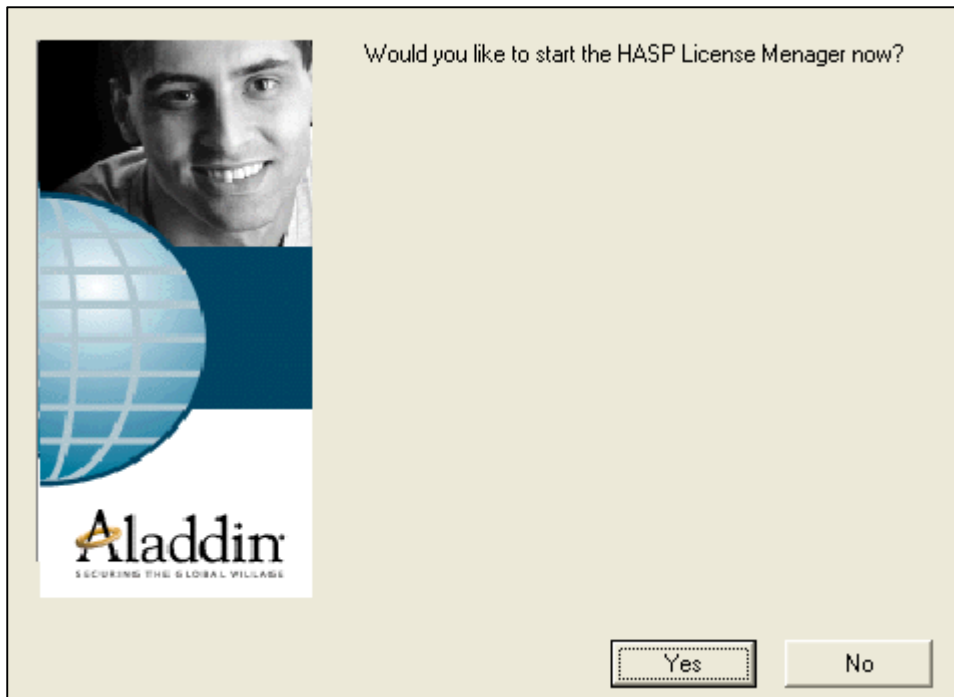 Would you like to start the HASP License Menager now?
Aladdin
SECURING THE GLOBAL VILLAGE
Yes
No